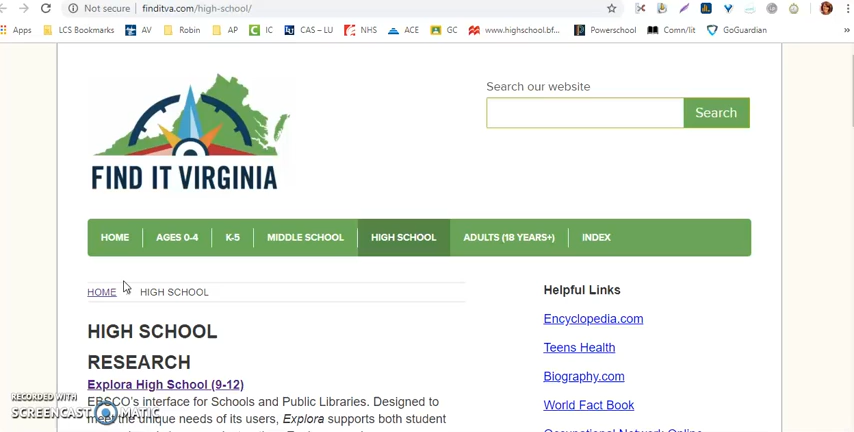 Not secure finditva.com/high-school/
Apps LCS Bookmarks AV Robin AP IC CAS – LU NHS ACE GC www.highschool.bf... Powerschool Comn/lit GoGuardian »
Search our website
Search
FIND IT VIRGINIA
HOME AGES 0-4 K-5 MIDDLE SCHOOL HIGH SCHOOL ADULTS (18 YEARS+) INDEX
HOME HIGH SCHOOL
HIGH SCHOOL
RESEARCH
Explora High School (9-12)
EBSCO's interface for Schools and Public Libraries. Designed to
meet the unique needs of its users, Explora supports both student
Helpful Links
Encyclopedia.com
Teens Health
Biography.com
World Fact Book
Occupational Network Online
RECORDED WITH
SCREENCAST MATIC